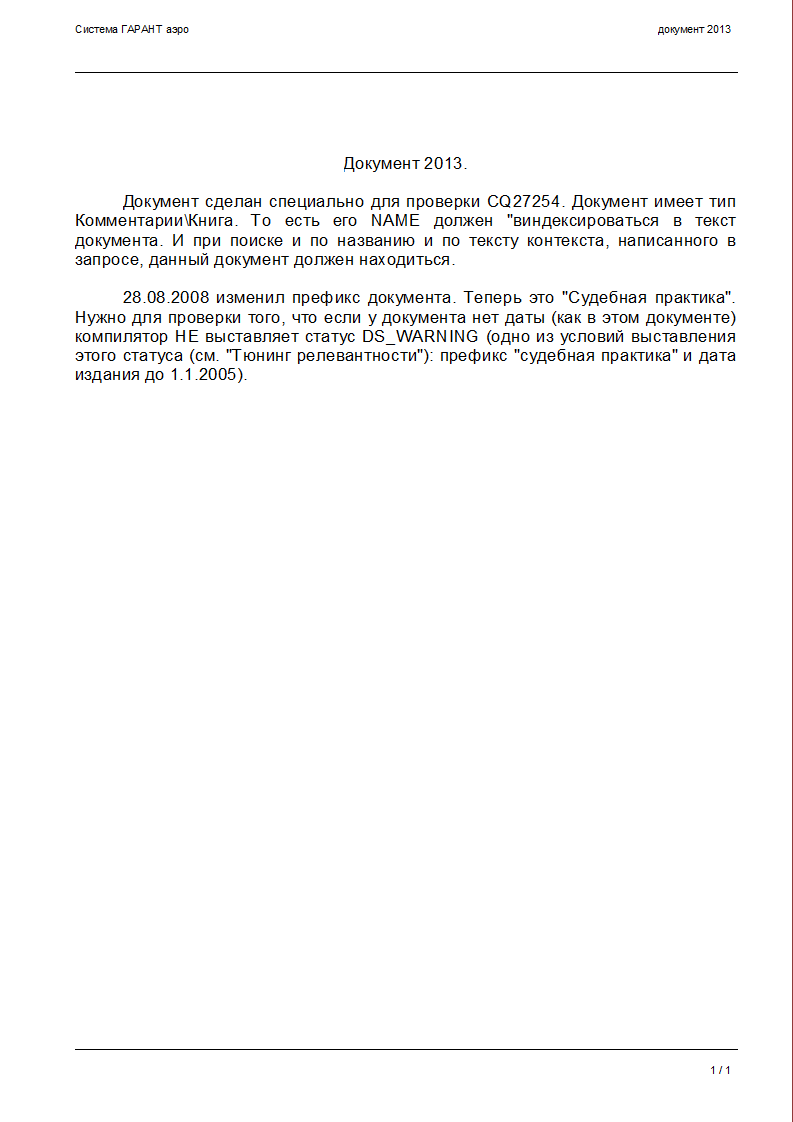 Система ГАРАНТ аэро документ 2013
Документ 2013.
Документ сделан специально для проверки CQ27254. Документ имеет тип
Комментарии\Книга. То есть его NAME должен "виндексироваться в текст
документа. И при поиске и по названию и по тексту контекста, написанного в
запросе, данный документ должен находиться.
28.08.2008 изменил префикс документа. Теперь это "Судебная практика".
Нужно для проверки того, что если у документа нет даты (как в этом документе)
компилятор НЕ выставляет статус DS_WARNING (одно из условий выставления
этого статуса (см. "Тюнинг релевантности"): префикс "судебная практика" и дата
издания до 1.1.2005).
1 / 1